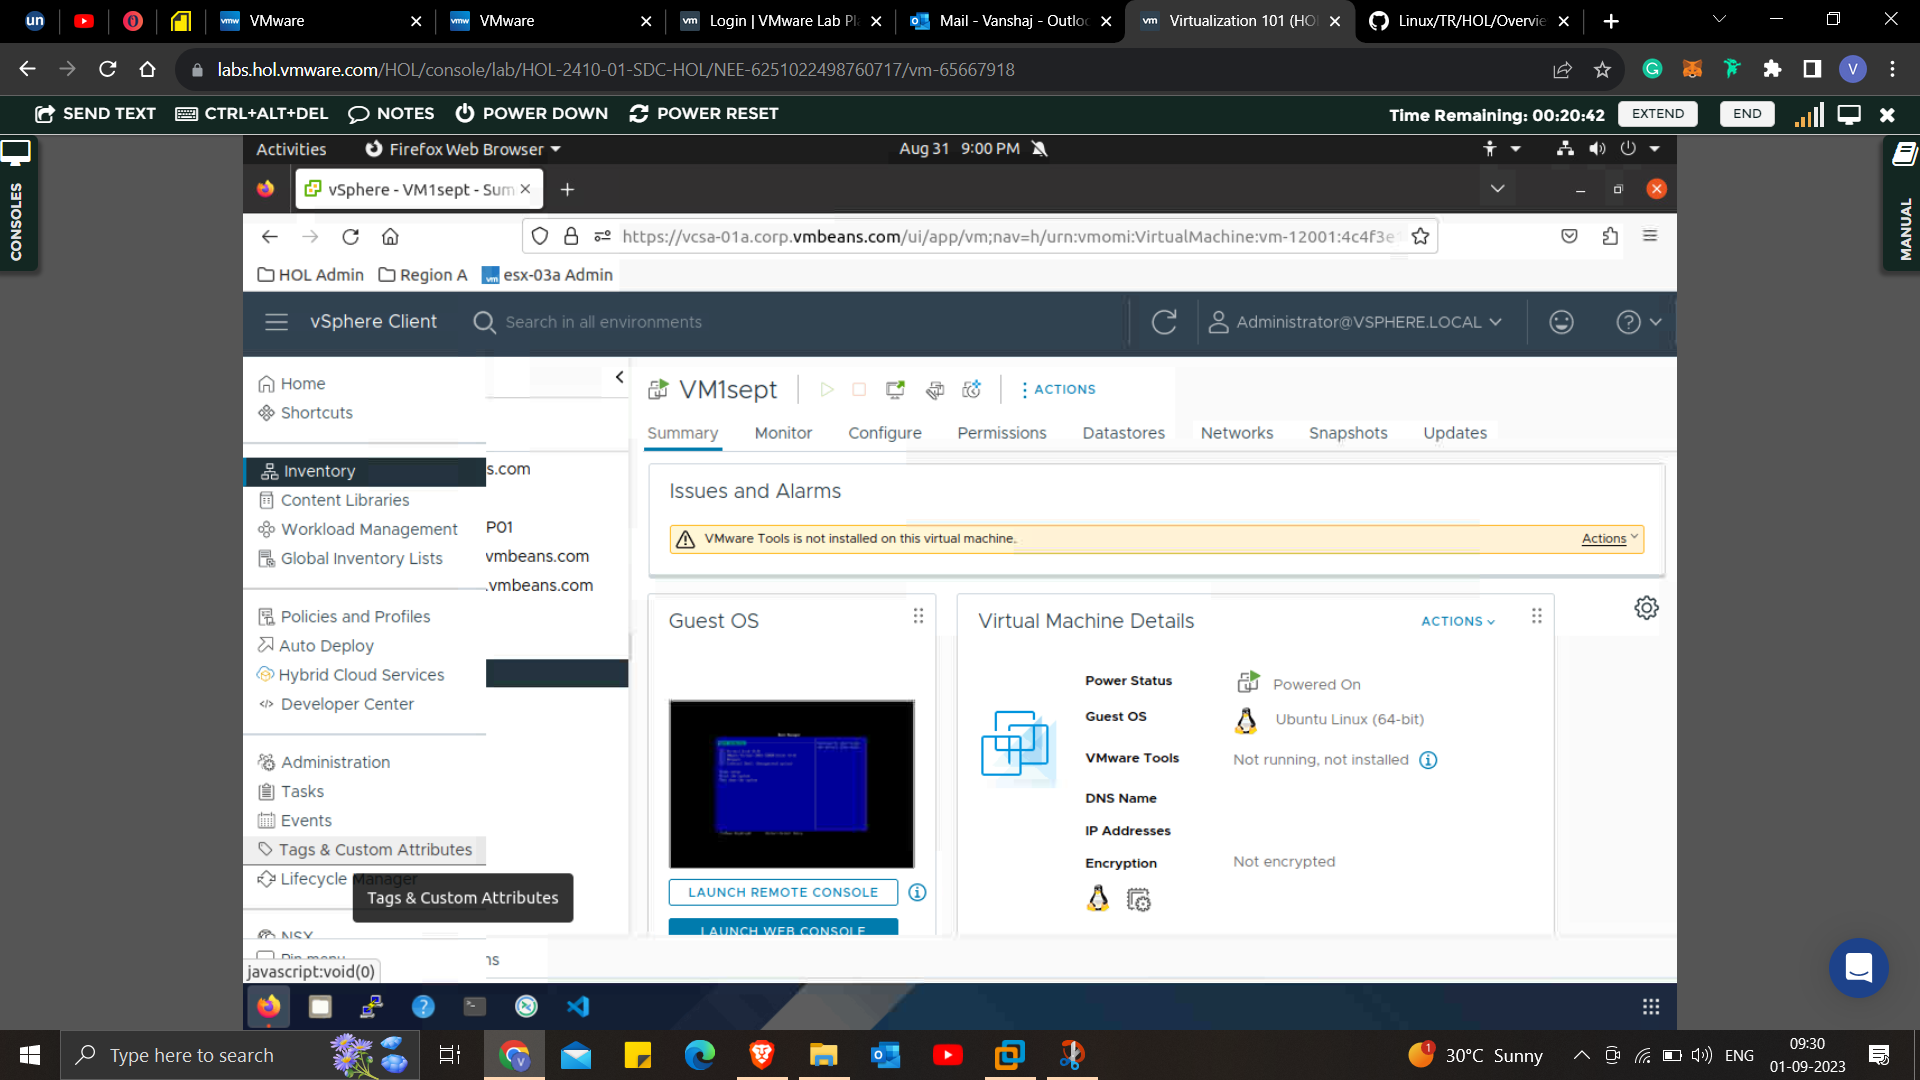 VMware
VMware
Login | VMware Lab Pl
Mail - Vanshaj - Outlo
Virtualization 101 (HO
Linux/TR/HOL/Overvie
labs.hol.vmware.com/HOL/console/lab/HOL-2410-01-SDC-HOL/NEE-6251022498760717/vm-65667918
SEND TEXT
CTRL+ALT+DEL
NOTES
POWER DOWN
POWER RESET
Time Remaining: 00:20:42
EXTEND
END
CONSOLES
MANUAL
Activities
Firefox Web Browser
Aug 31 9:00 PM
vSphere - VM1sept - Sum
https://vcsa-01a.corp.vmbeans.com/ui/app/vm;nav=h/urn:vmomi:VirtualMachine:vm-12001:4c4f3e
HOL Admin
Region A
esx-03a Admin
vSphere Client
Search in all environments
Administrator@VSPHERE.LOCAL
Home
Shortcuts
Inventory
Content Libraries
Workload Management
Global Inventory Lists
Policies and Profiles
Auto Deploy
Hybrid Cloud Services
Developer Center
Administration
Tasks
Events
Tags & Custom Attributes
Lifecycle Manager
Tags & Custom Attributes
NSX
Pin menu
javascript:void(0)
s.com
P01
vmbeans.com
.vmbeans.com
ns
VM1sept
ACTIONS
Summary
Monitor
Configure
Permissions
Datastores
Networks
Snapshots
Updates
Issues and Alarms
VMware Tools is not installed on this virtual machine.
Actions
Guest OS
LAUNCH REMOTE CONSOLE
LAUNCH WEB CONSOLE
Virtual Machine Details
ACTIONS
Power Status
Powered On
Guest OS
Ubuntu Linux (64-bit)
VMware Tools
Not running, not installed
DNS Name
IP Addresses
Encryption
Not encrypted
Type here to search
30°C Sunny
ENG
09:30
01-09-2023